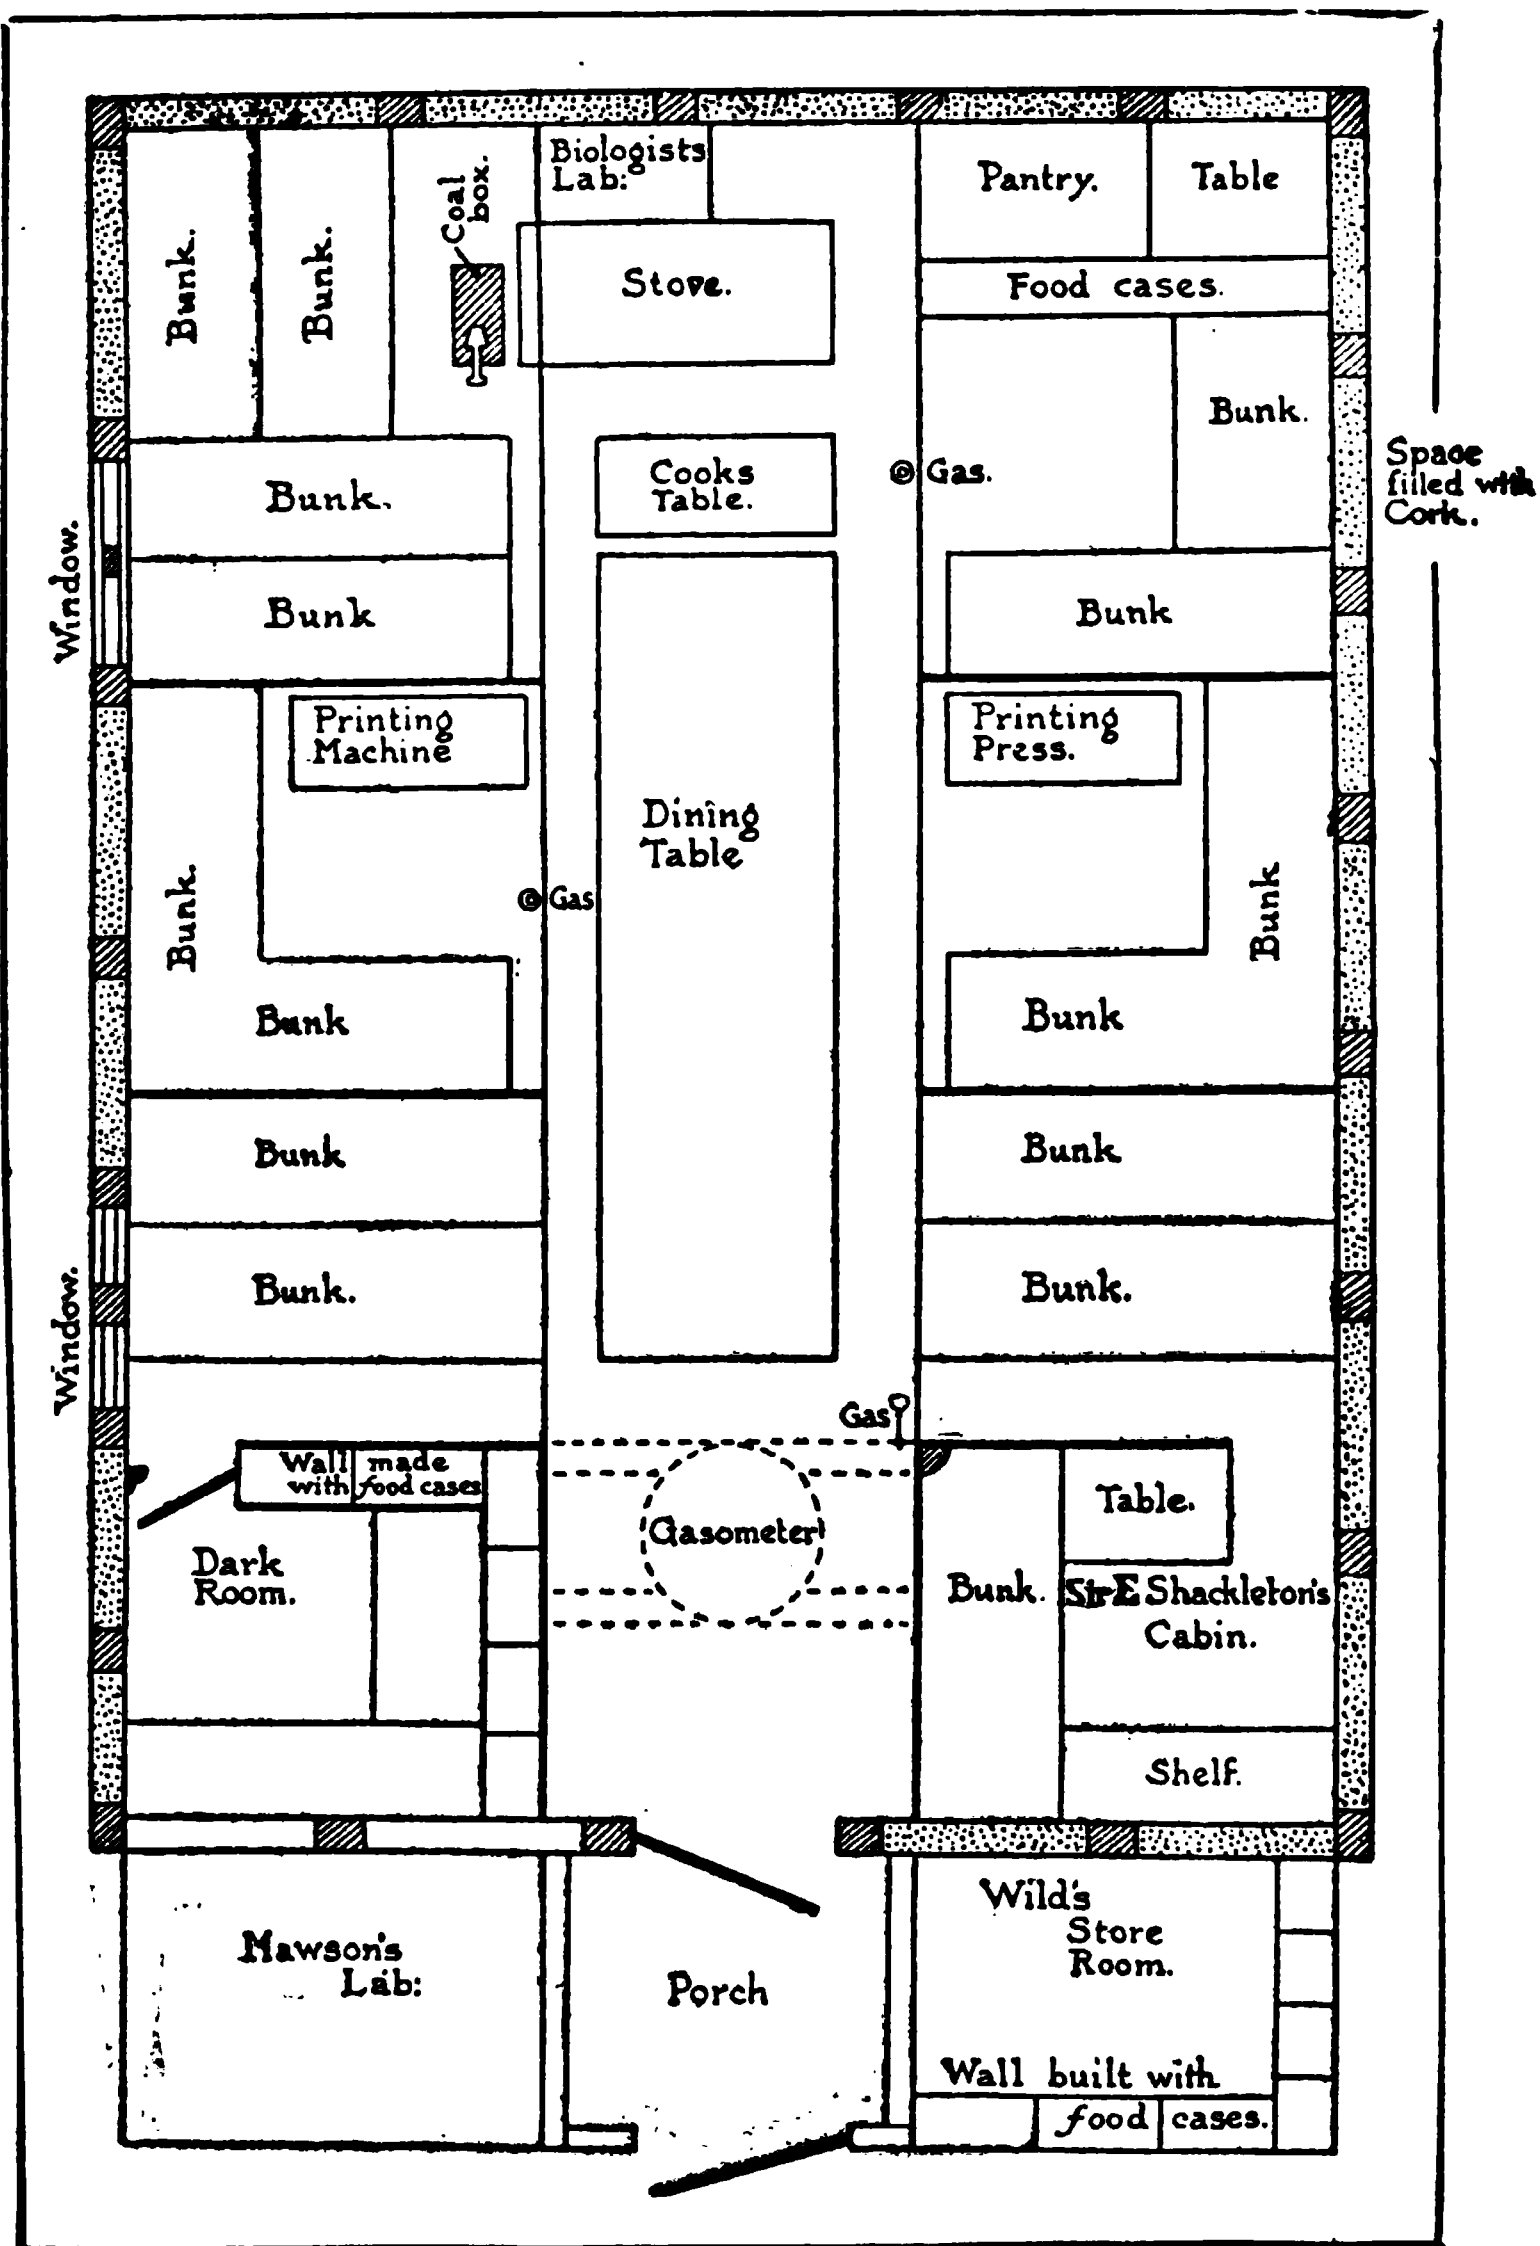 Biologists
Lab:
Pantry.
Table
Coal
box.
Bunk.
Bunk.
Stove.
Food cases.
Bunk.
Bunk.
Cooks
Table.
Gas.
Space
filled with
Cork.
Window.
Bunk
Bunk
Printing
Machine
Printing
Press.
Dining
Table
Bunk.
Gas
Bunk
Bunk
Bunk
Bunk
Bunk
Window.
Bunk.
Bunk.
Gas
Wall made
with food cases
Table.
Gasometer
Dark
Room.
Bunk.
Sir E Shackleton's
Cabin.
Shelf.
Wild's
Store
Room.
Mawson's
Lab:
Porch
Wall built with
food cases.